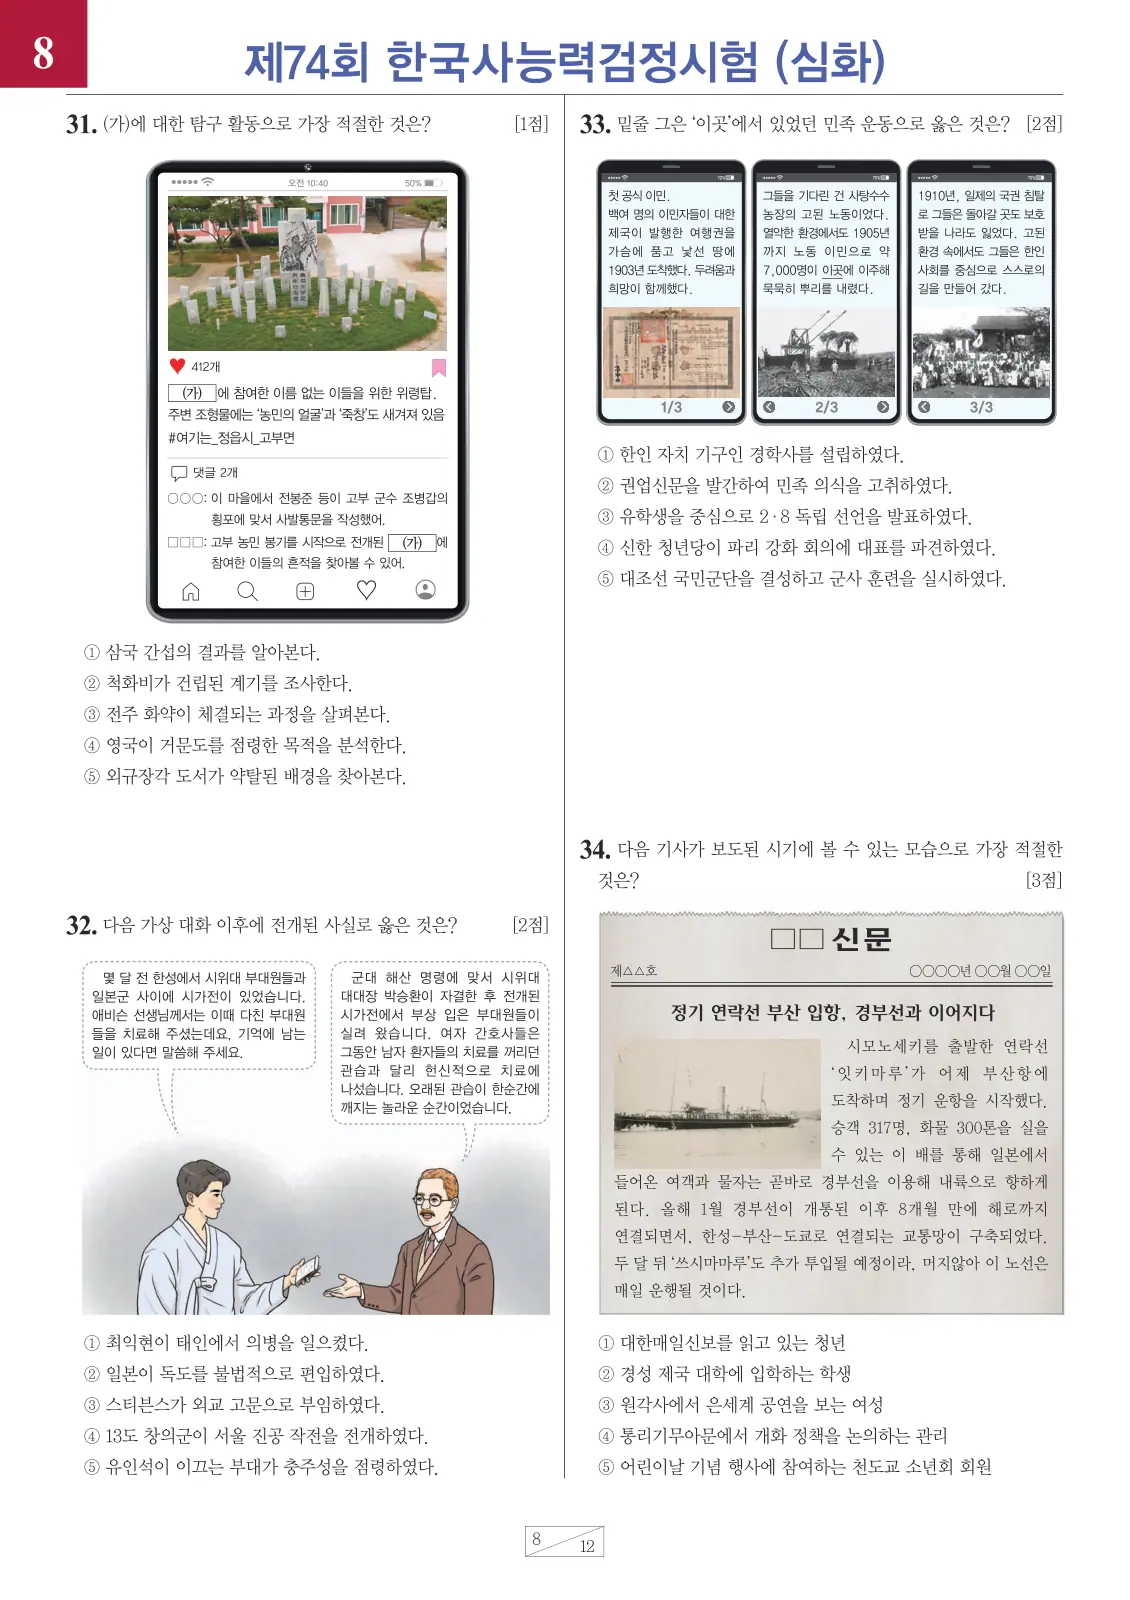 8
제74회 한국사능력검정시험 (심화)
31. (가)에 대한 탐구 활동으로 가장 적절한 것은? [1점]
오전 10:40
50%
412개
(가)에 참여한 이름 없는 이들을 위한 위령탑.
주변 조형물에는 ‘농민의 얼굴’과 ‘죽창’도 새겨져 있음
#여기는_정읍시_고부면
댓글 2개
○○○: 이 마을에서 전봉준 등이 고부 군수 조병갑의
횡포에 맞서 사발통문을 작성했어.
□□□: 고부 농민 봉기를 시작으로 전개된 (가)에
참여한 이들의 흔적을 찾아볼 수 있어.
① 삼국 간섭의 결과를 알아본다.
② 척화비가 건립된 계기를 조사한다.
③ 전주 화약이 체결되는 과정을 살펴본다.
④ 영국이 거문도를 점령한 목적을 분석한다.
⑤ 외규장각 도서가 약탈된 배경을 찾아본다.
32. 다음 가상 대화 이후에 전개된 사실로 옳은 것은? [2점]
몇 달 전 한성에서 시위대 부대원들과
일본군 사이에 시가전이 있었습니다.
애비슨 선생님께서는 이때 다친 부대원
들을 치료해 주셨는데요, 기억에 남는
일이 있다면 말씀해 주세요.
군대 해산 명령에 맞서 시위대
대대장 박승환이 자결한 후 전개된
시가전에서 부상 입은 부대원들이
실려 왔습니다. 여자 간호사들은
그동안 남자 환자들의 치료를 꺼리던
관습과 달리 헌신적으로 치료에
나섰습니다. 오래된 관습이 한순간에
깨지는 놀라운 순간이었습니다.
① 최익현이 태인에서 의병을 일으켰다.
② 일본이 독도를 불법적으로 편입하였다.
③ 스티븐스가 외교 고문으로 부임하였다.
④ 13도 창의군이 서울 진공 작전을 전개하였다.
⑤ 유인석이 이끄는 부대가 충주성을 점령하였다.
33. 밑줄 그은 ‘이곳’에서 있었던 민족 운동으로 옳은 것은? [2점]
첫 공식 이민.
백여 명의 이민자들이 대한
제국이 발행한 여행권을
가슴에 품고 낯선 땅에
1903년 도착했다. 두려움과
희망이 함께했다.
1/3
그들을 기다린 건 사탕수수
농장의 고된 노동이었다.
열악한 환경에서도 1905년
까지 노동 이민으로 약
7,000명이 이곳에 이주해
묵묵히 뿌리를 내렸다.
2/3
1910년, 일제의 국권 침탈
로 그들은 돌아갈 곳도 보호
받을 나라도 잃었다. 고된
환경 속에서도 그들은 한인
사회를 중심으로 스스로의
길을 만들어 갔다.
3/3
① 한인 자치 기구인 경학사를 설립하였다.
② 권업신문을 발간하여 민족 의식을 고취하였다.
③ 유학생을 중심으로 2·8 독립 선언을 발표하였다.
④ 신한 청년당이 파리 강화 회의에 대표를 파견하였다.
⑤ 대조선 국민군단을 결성하고 군사 훈련을 실시하였다.
34. 다음 기사가 보도된 시기에 볼 수 있는 모습으로 가장 적절한
것은? [3점]
□□ 신문
제△△호
○○○○년 ○○월 ○○일
정기 연락선 부산 입항, 경부선과 이어지다
시모노세키를 출발한 연락선
‘잇키마루’가 어제 부산항에
도착하며 정기 운항을 시작했다.
승객 317명, 화물 300톤을 실을
수 있는 이 배를 통해 일본에서
들어온 여객과 물자는 곧바로 경부선을 이용해 내륙으로 향하게
된다. 올해 1월 경부선이 개통된 이후 8개월 만에 해로까지
연결되면서, 한성-부산-도쿄로 연결되는 교통망이 구축되었다.
두 달 뒤 ‘쓰시마마루’도 추가 투입될 예정이라, 머지않아 이 노선은
매일 운행될 것이다.
① 대한매일신보를 읽고 있는 청년
② 경성 제국 대학에 입학하는 학생
③ 원각사에서 은세계 공연을 보는 여성
④ 통리기무아문에서 개화 정책을 논의하는 관리
⑤ 어린이날 기념 행사에 참여하는 천도교 소년회 회원
8
12